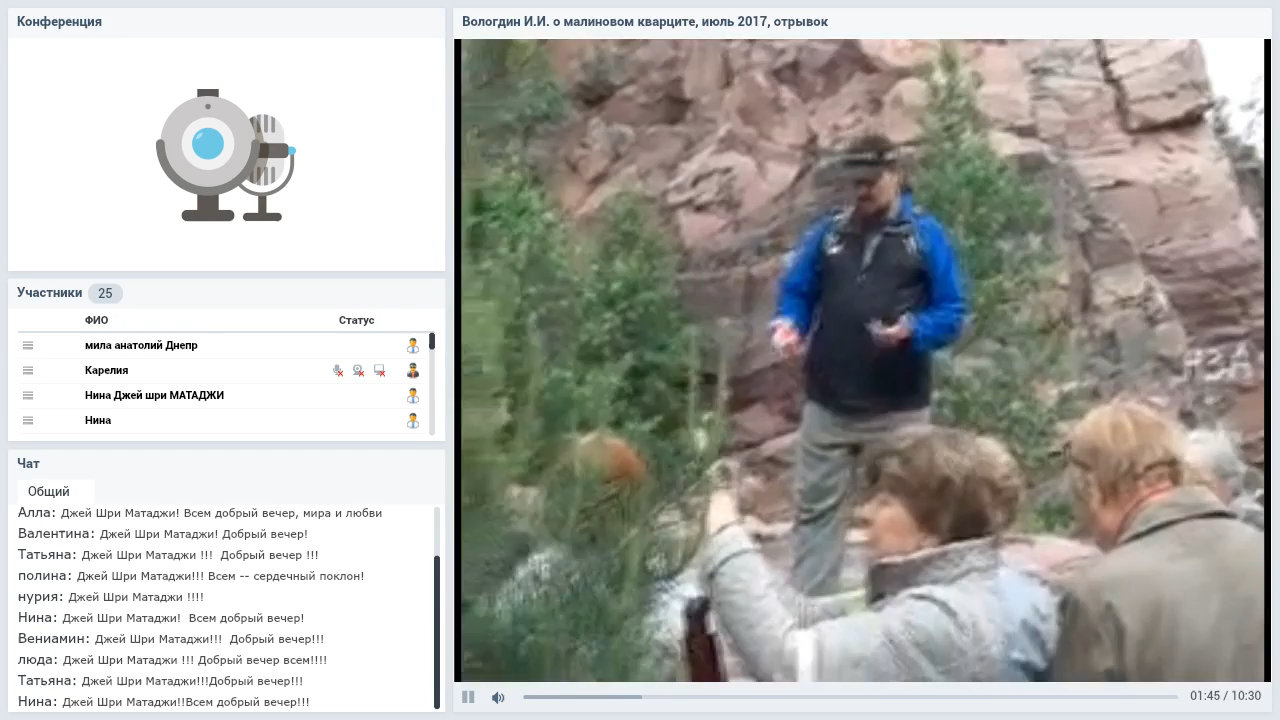 Конференция
Участники 25
ФИО Статус
мила анатолий Днепр
Карелия
Нина Джей шри МАТАДЖИ
Нина
Чат
Общий
Алла: Джей Шри Матаджи! Всем добрый вечер, мира и любви
Валентина: Джей Шри Матаджи! Добрый вечер!
Татьяна: Джей Шри Матаджи !!! Добрый вечер !!!
полина: Джей Шри Матаджи!!! Всем -- сердечный поклон!
нурия: Джей Шри Матаджи !!!!
Нина: Джей Шри Матаджи! Всем добрый вечер!
Вениамин: Джей Шри Матаджи!!! Добрый вечер!!!
люда: Джей Шри Матаджи !!! Добрый вечер всем!!!!
Татьяна: Джей Шри Матаджи!!!Добрый вечер!!!
Нина: Джей Шри Матаджи!!Всем добрый вечер!!!
Вологдин И.И. о малиновом кварците, июль 2017, отрывок
01:45 / 10:30